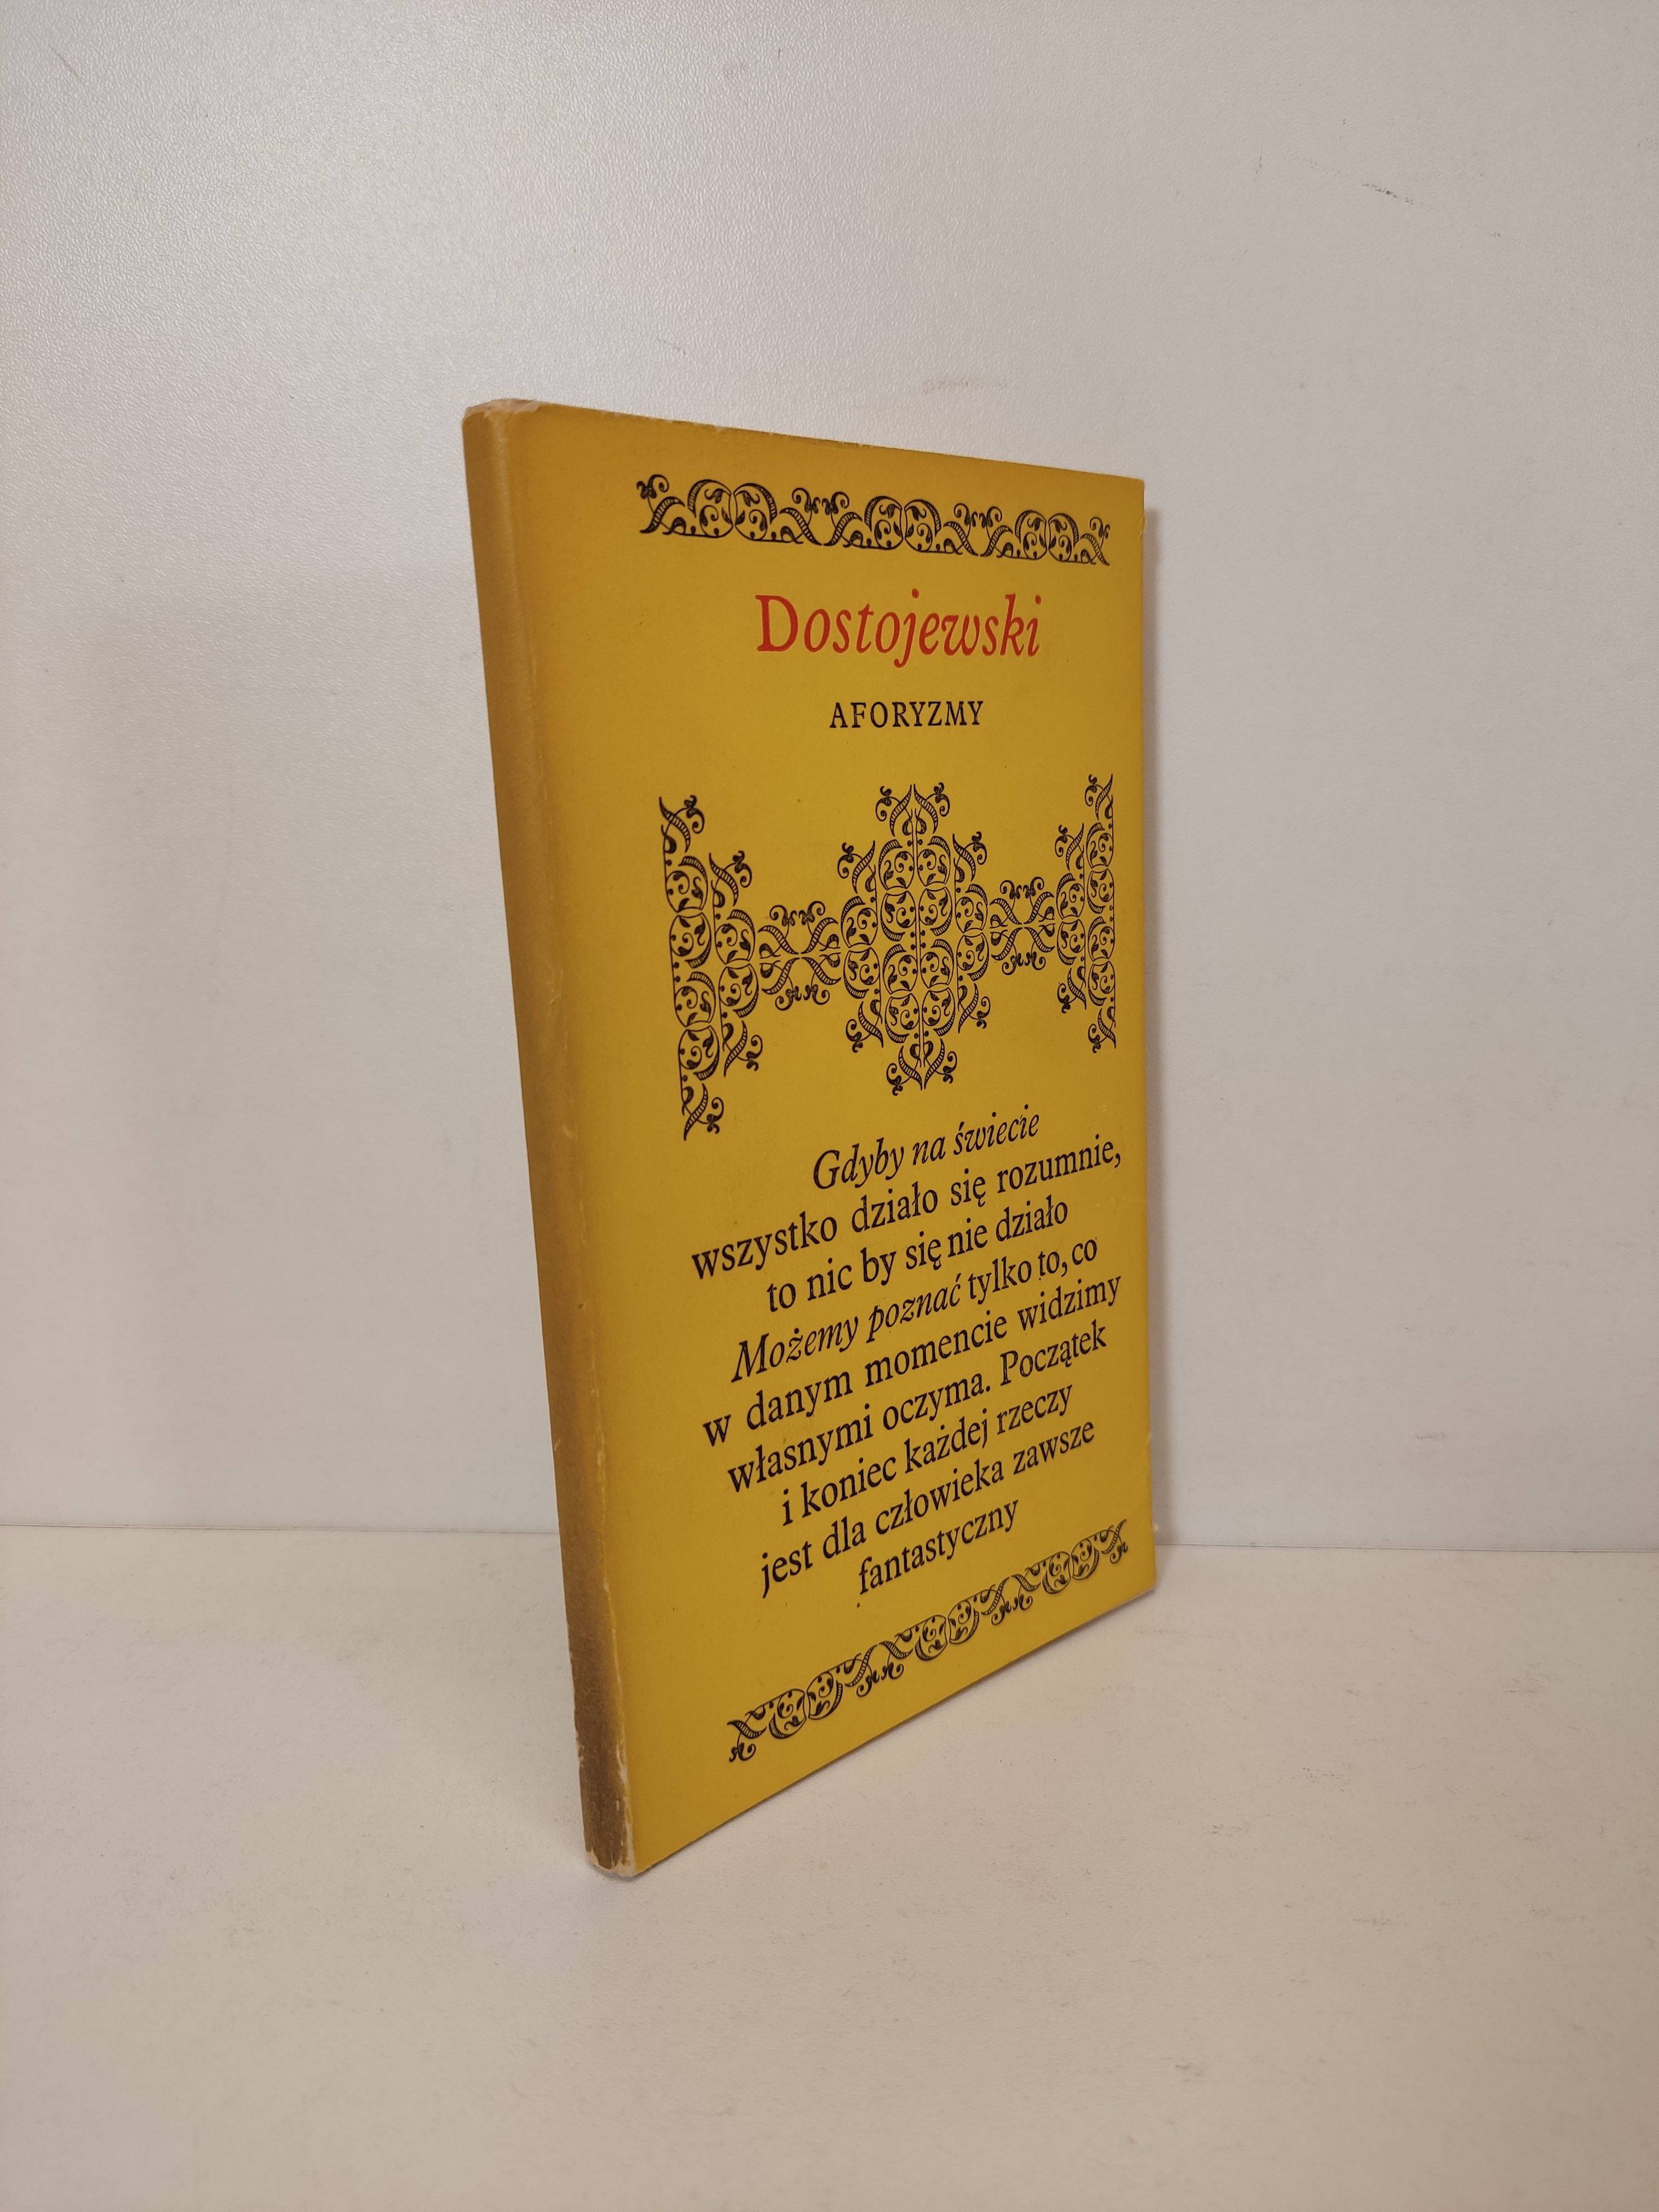 Dostojewski
AFORYZMY
Gdyby na świecie
wszystko działo się rozumnie,
to nic by się nie działo
Możemy poznać tylko to, co
w danym momencie widzimy
własnymi oczyma. Początek
i koniec każdej rzeczy
jest dla człowieka zawsze
fantastyczny